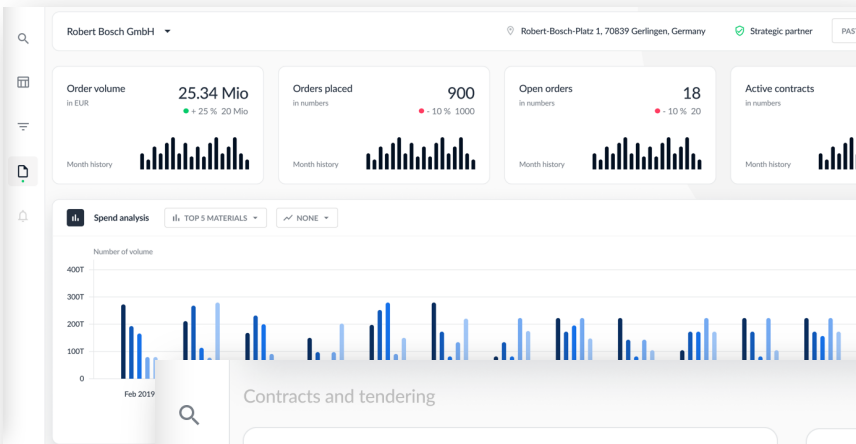 Robert Bosch GmbH
Robert-Bosch-Platz 1, 70839 Gerlingen, Germany
Strategic partner
Order volume
in EUR
25.34 Mio
+ 25 % 20 Mio
Month history
Orders placed
in numbers
900
- 10 % 1000
Month history
Open orders
in numbers
18
- 10 % 20
Month history
Active contracts
in numbers
Month history
Spend analysis
TOP 5 MATERIALS
NONE
Number of volume
400T
300T
200T
100T
0
Feb 2019
Contracts and tendering